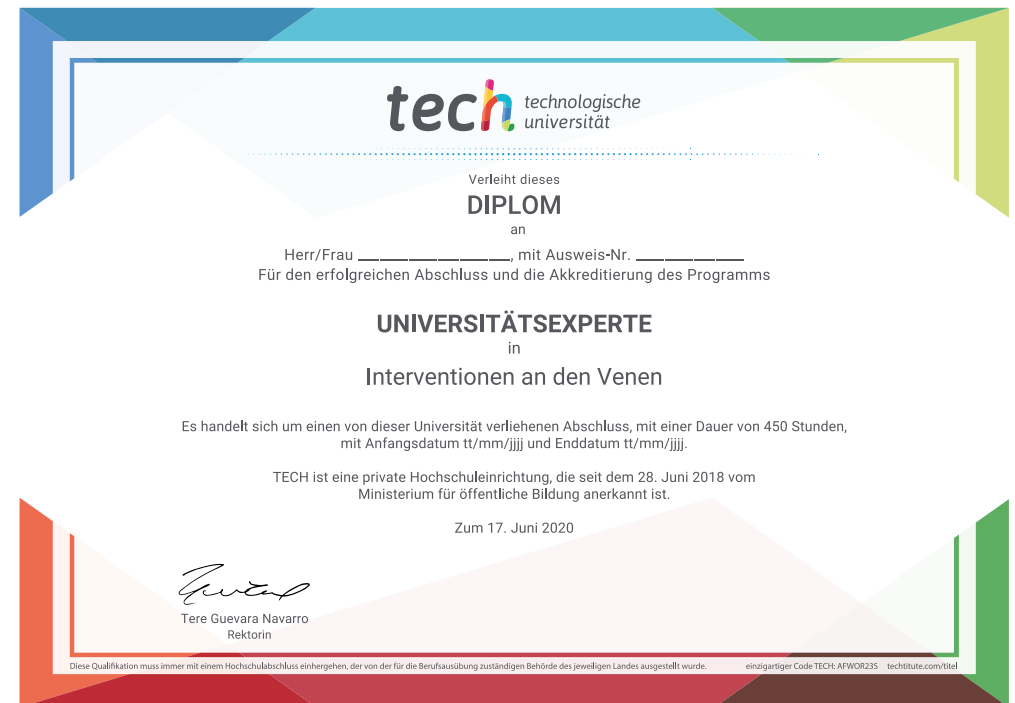 tech technologische
universität
Verleiht dieses
DIPLOM
an
Herr/Frau ________________, mit Ausweis-Nr. ____________
Für den erfolgreichen Abschluss und die Akkreditierung des Programms
UNIVERSITÄTSEXPERTE
in
Interventionen an den Venen
Es handelt sich um einen von dieser Universität verliehenen Abschluss, mit einer Dauer von 450 Stunden,
mit Anfangsdatum tt/mm/jjjj und Enddatum tt/mm/jjjj.
TECH ist eine private Hochschuleinrichtung, die seit dem 28. Juni 2018 vom
Ministerium für öffentliche Bildung anerkannt ist.
Zum 17. Juni 2020
Tere Guevara Navarro
Rektorin
Diese Qualifikation muss immer mit einem Hochschulabschluss einhergehen, der von der für die Berufsausübung zuständigen Behörde des jeweiligen Landes ausgestellt wurde. einzigartiger Code TECH: AFWOR23S techtitute.com/titel